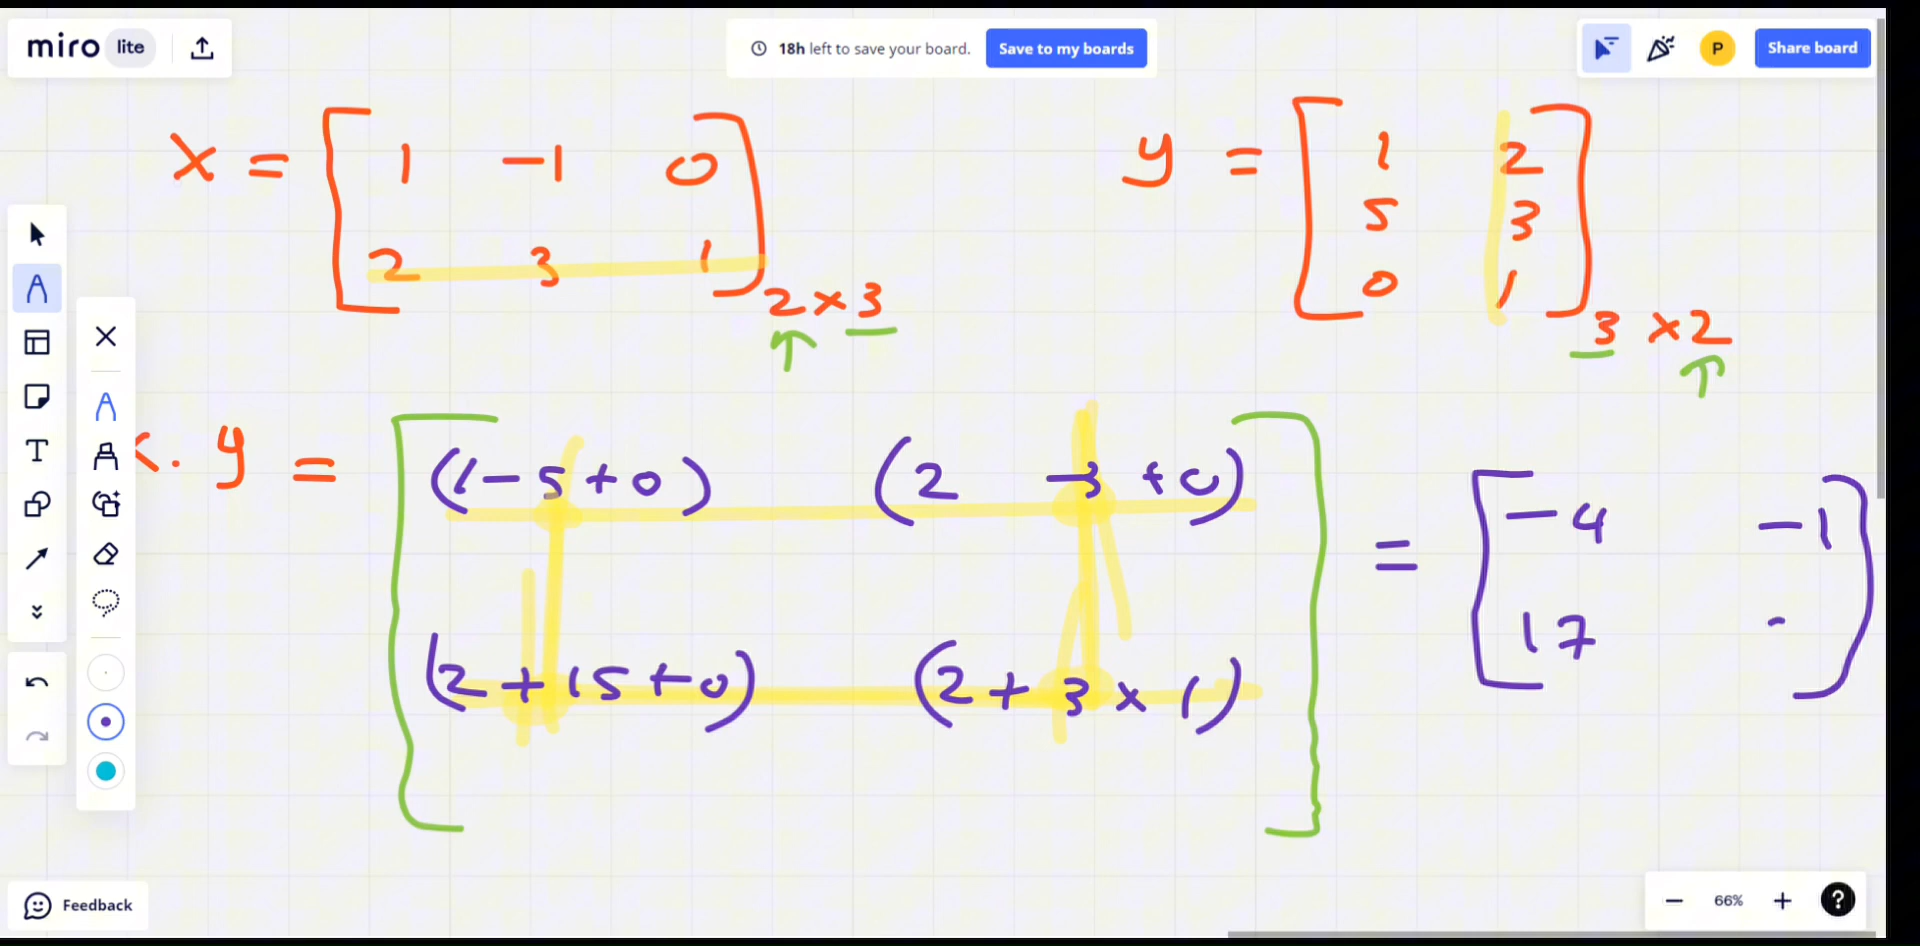 miro lite
18h left to save your board. Save to my boards
P Share board
x = [ 1 -1 0
2 3 1 ] 2 × 3
y = [ 1 2
5 3
0 1 ] 3 × 2
x . y = [ (1 - 5 + 0) (2 - 3 + 0)
(2 + 15 + 0) (2 + 3 × 1) ]
= [ - 4 - 1
17 - ]
T
Feedback
- 66% + ?